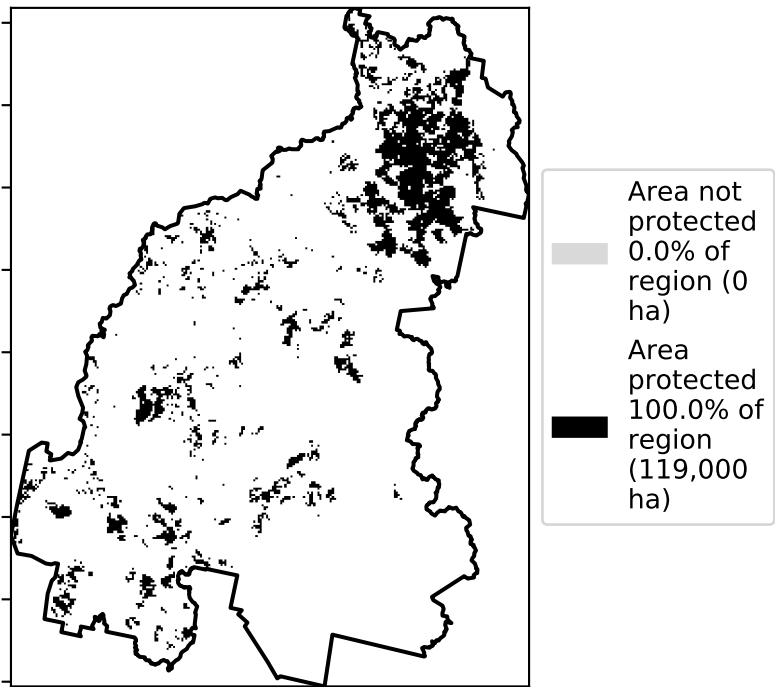 Area not
protected
0.0% of
region (0
ha)
Area
protected
100.0% of
region
(119,000
ha)